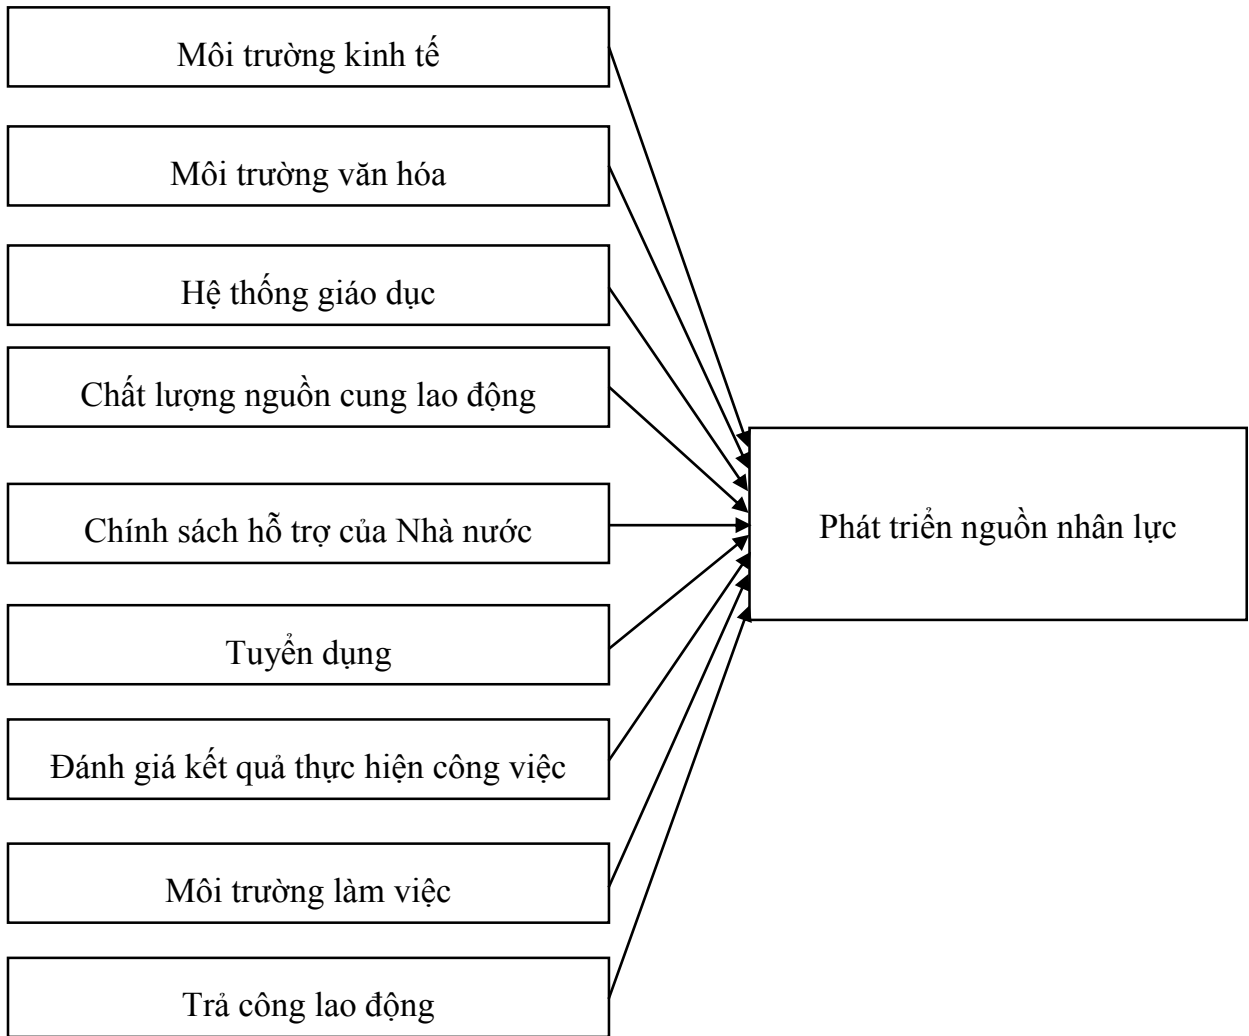 Môi trường kinh tế
Môi trường văn hóa
Hệ thống giáo dục
Chất lượng nguồn cung lao động
Chính sách hỗ trợ của Nhà nước
Phát triển nguồn nhân lực
Tuyển dụng
Đánh giá kết quả thực hiện công việc
Môi trường làm việc
Trả công lao động